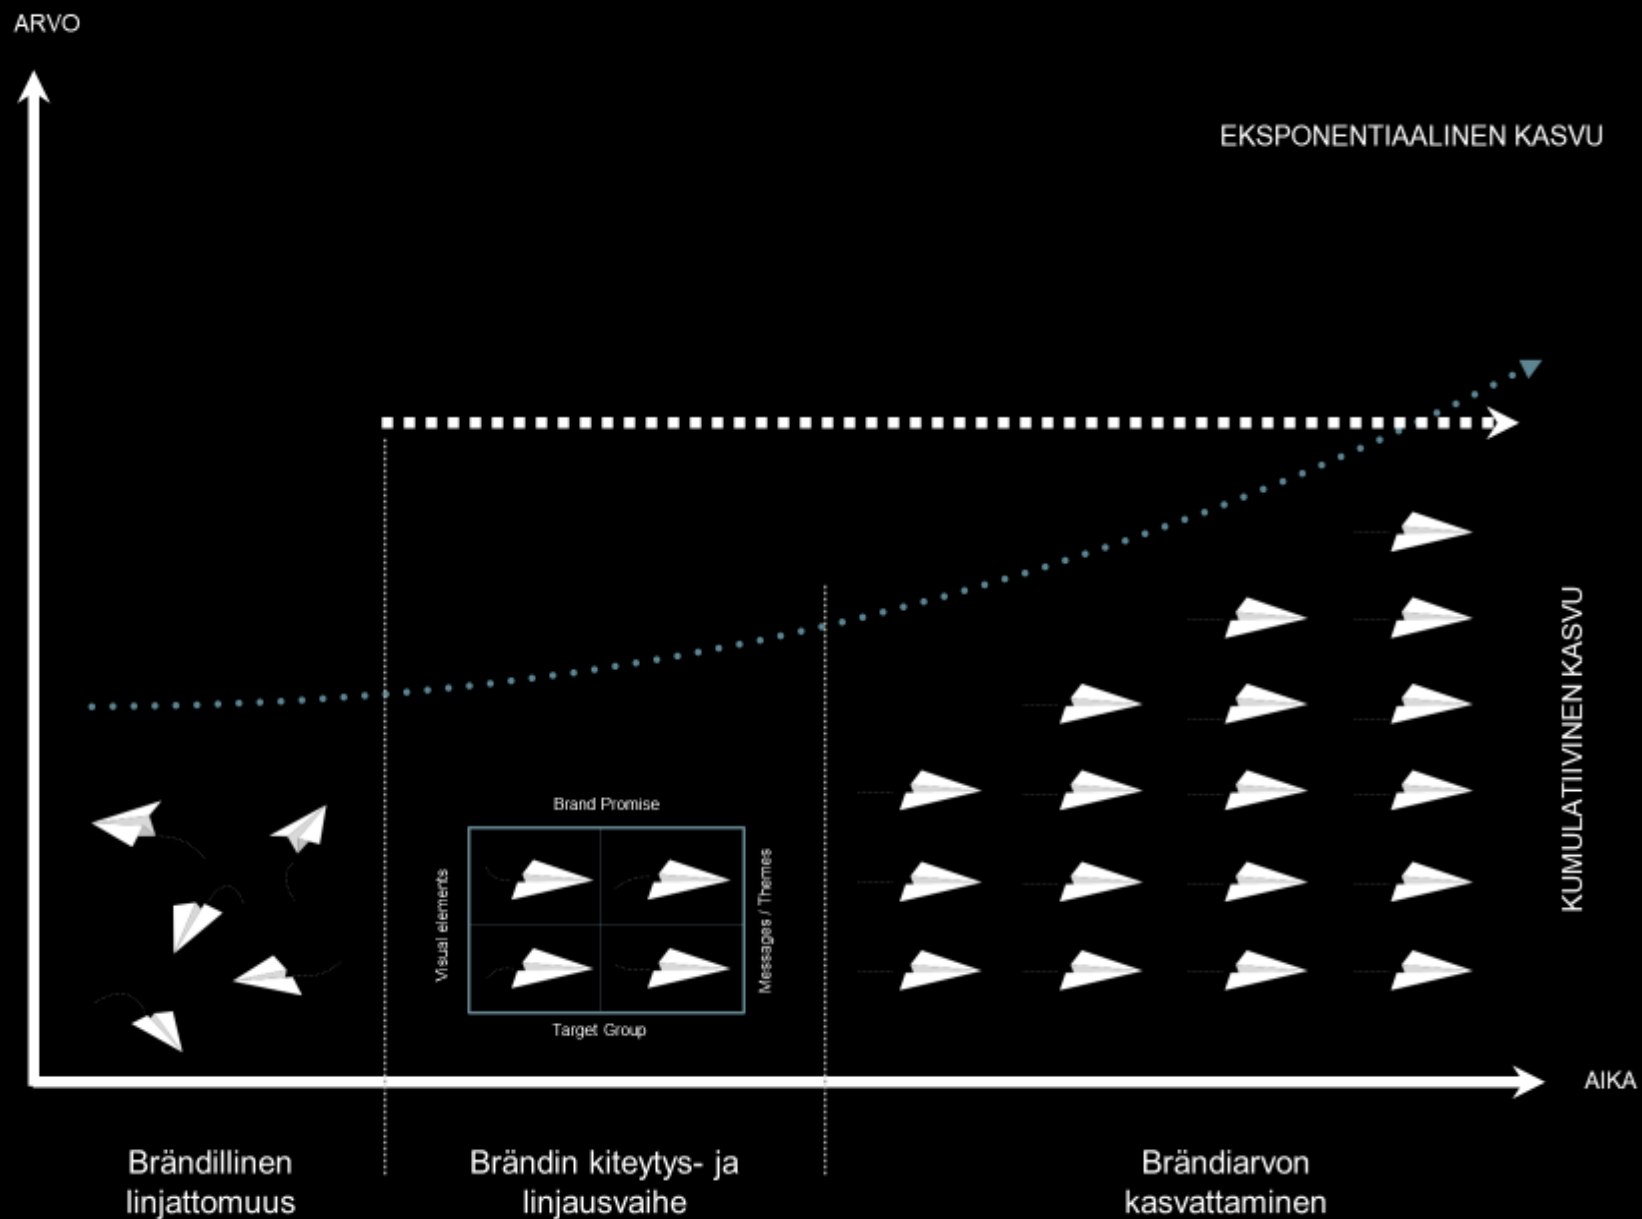 ARVO
EKSPONENTIAALINEN KASVU
KUMULATIIVINEN KASVU
Brand Promise
Visual elements
Messages / Themes
Target Group
AIKA
Brändillinen
linjattomuus
Brändin kiteytys- ja
linjausvaihe
Brändiarvon
kasvattaminen